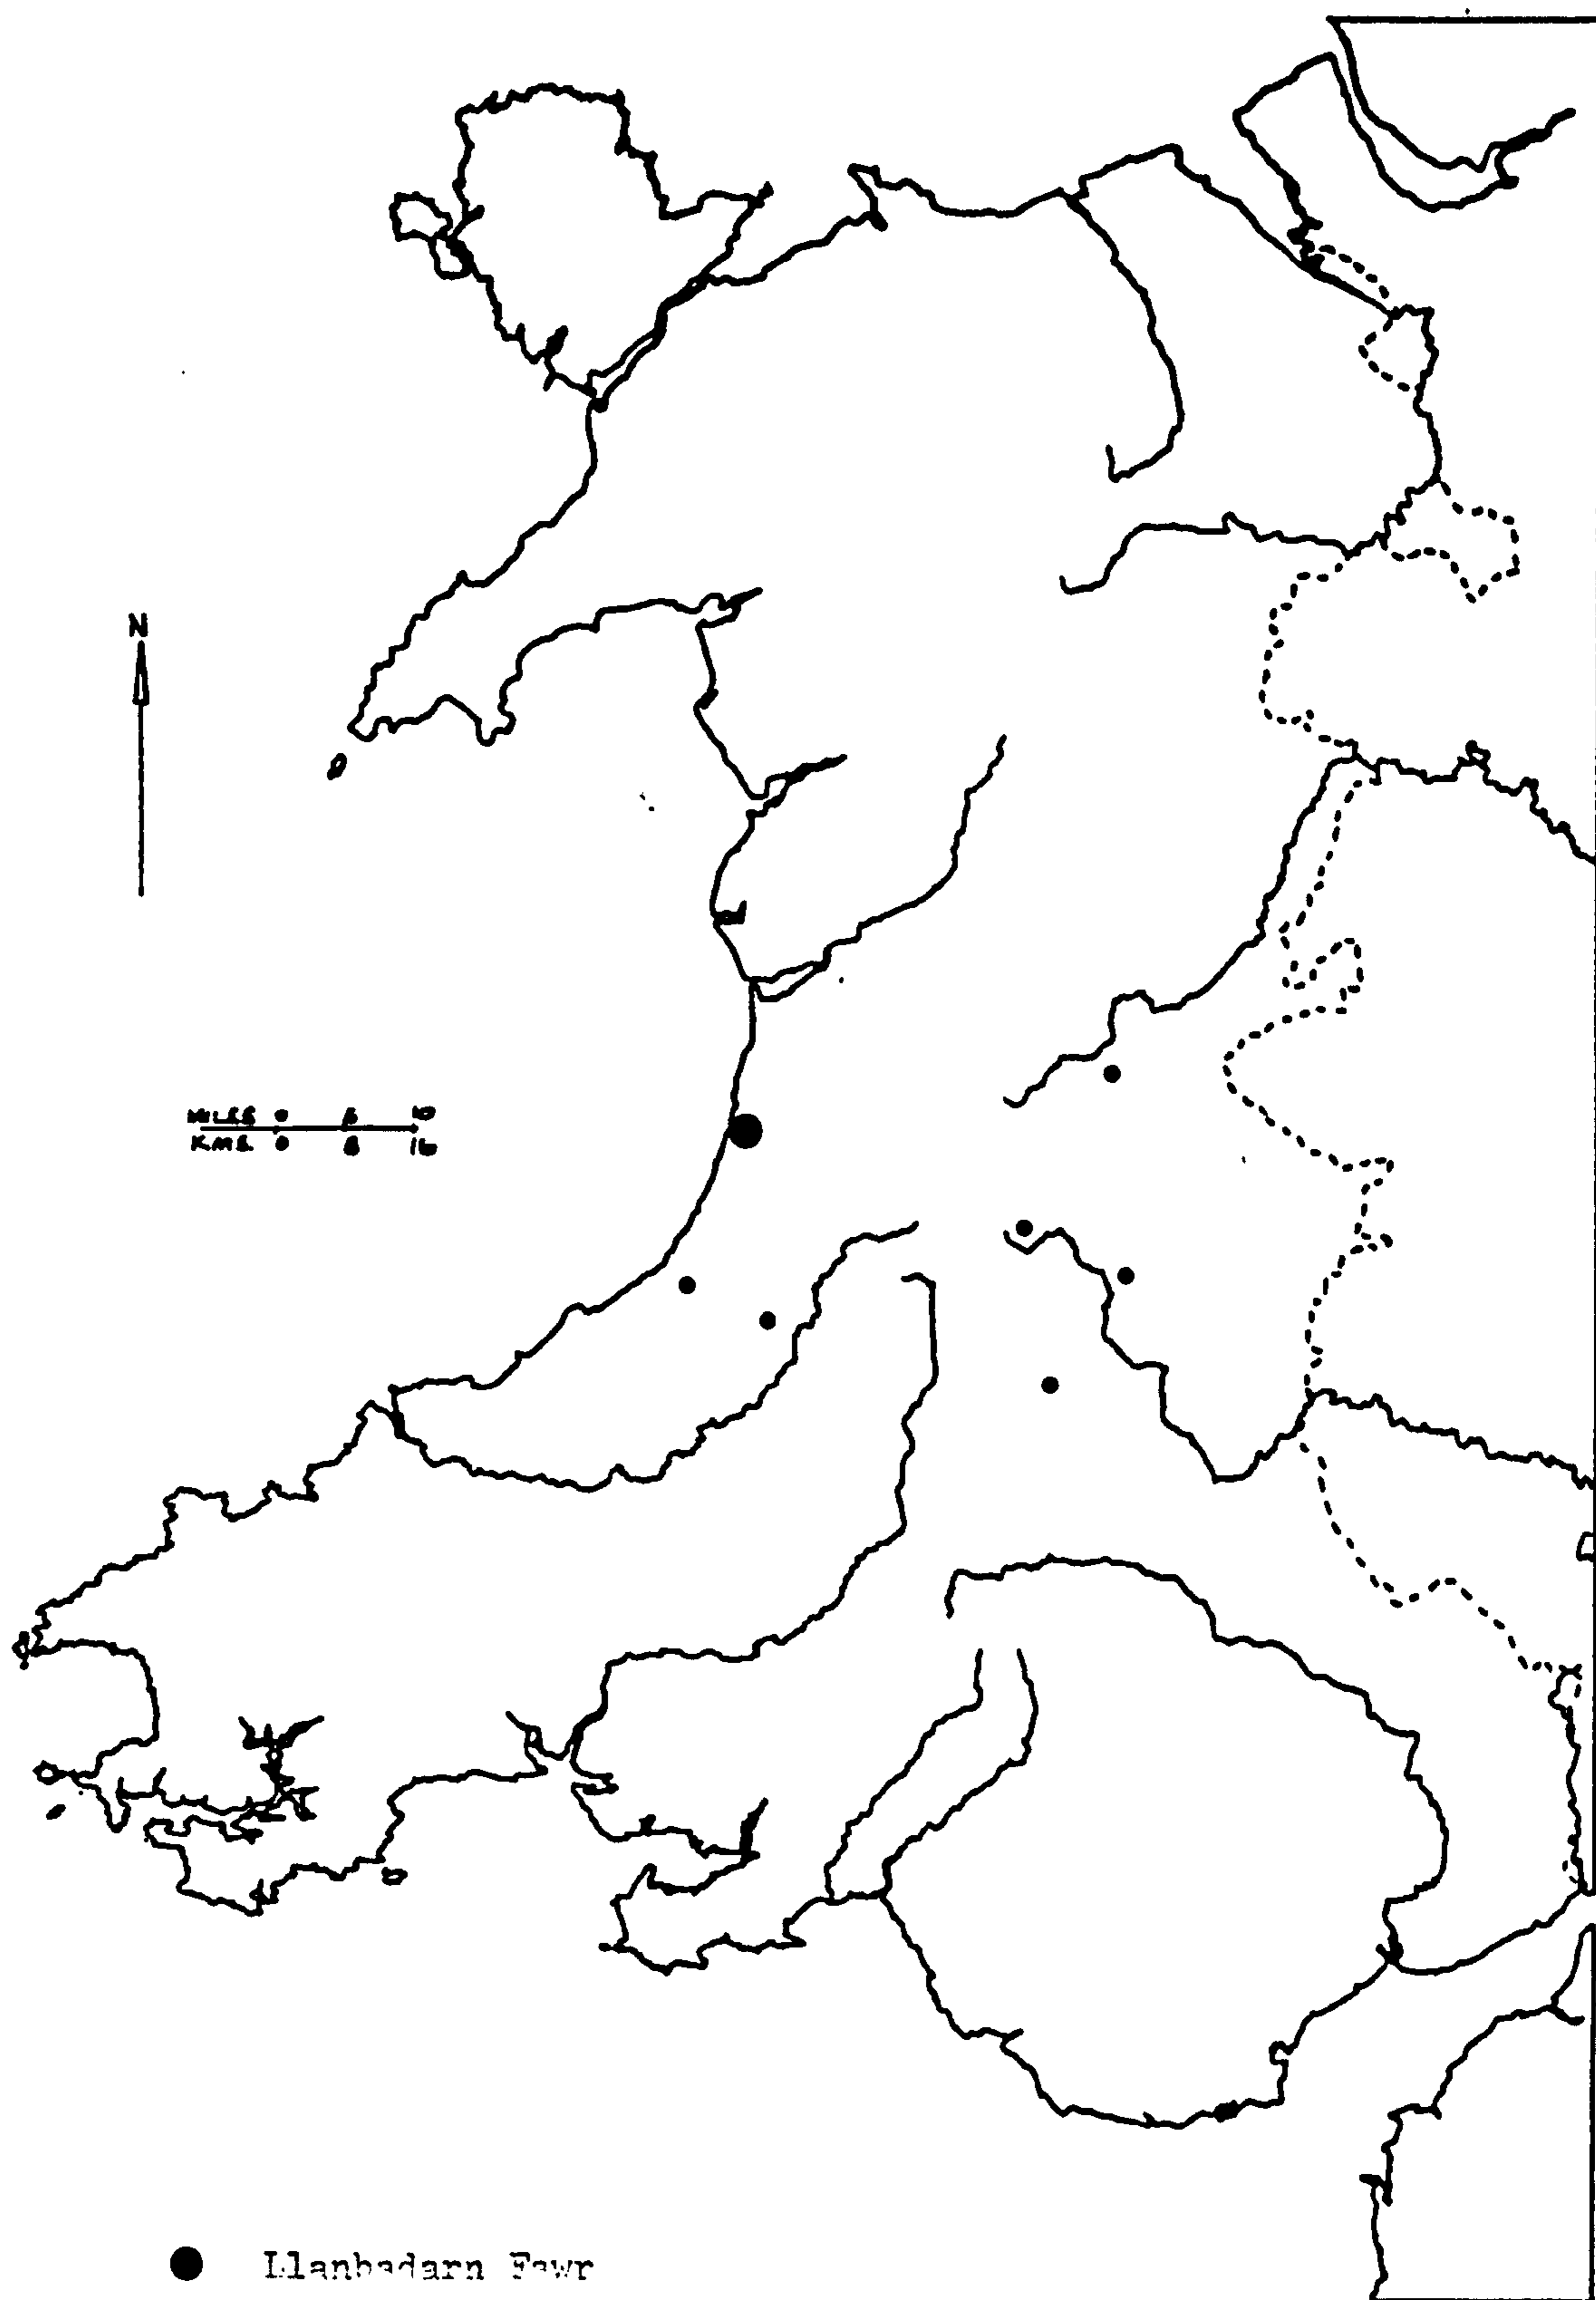 N
MILES 0 5 10
KMS. 0 8 16
Llanbadarn Fawr